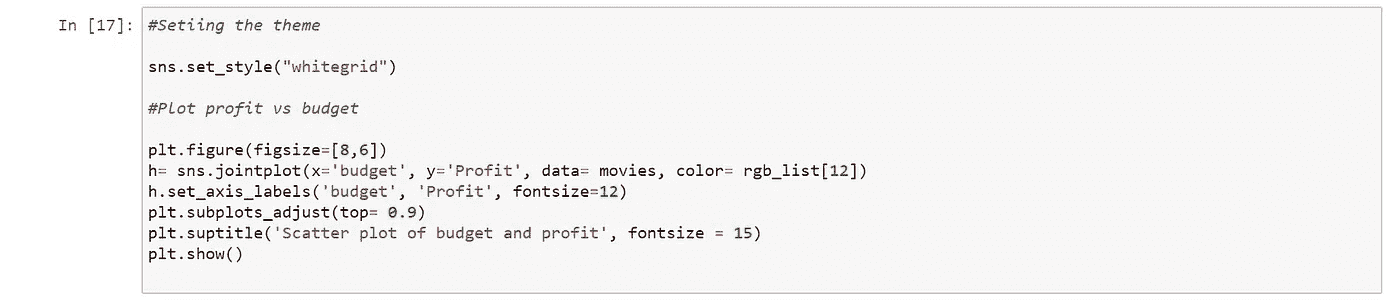 In [17]: #Setiing the theme
sns.set_style("whitegrid")
#Plot profit vs budget
plt.figure(figsize=[8,6])
h= sns.jointplot(x='budget', y='Profit', data= movies, color= rgb_list[12])
h.set_axis_labels('budget', 'Profit', fontsize=12)
plt.subplots_adjust(top= 0.9)
plt.suptitle('Scatter plot of budget and profit', fontsize = 15)
plt.show()